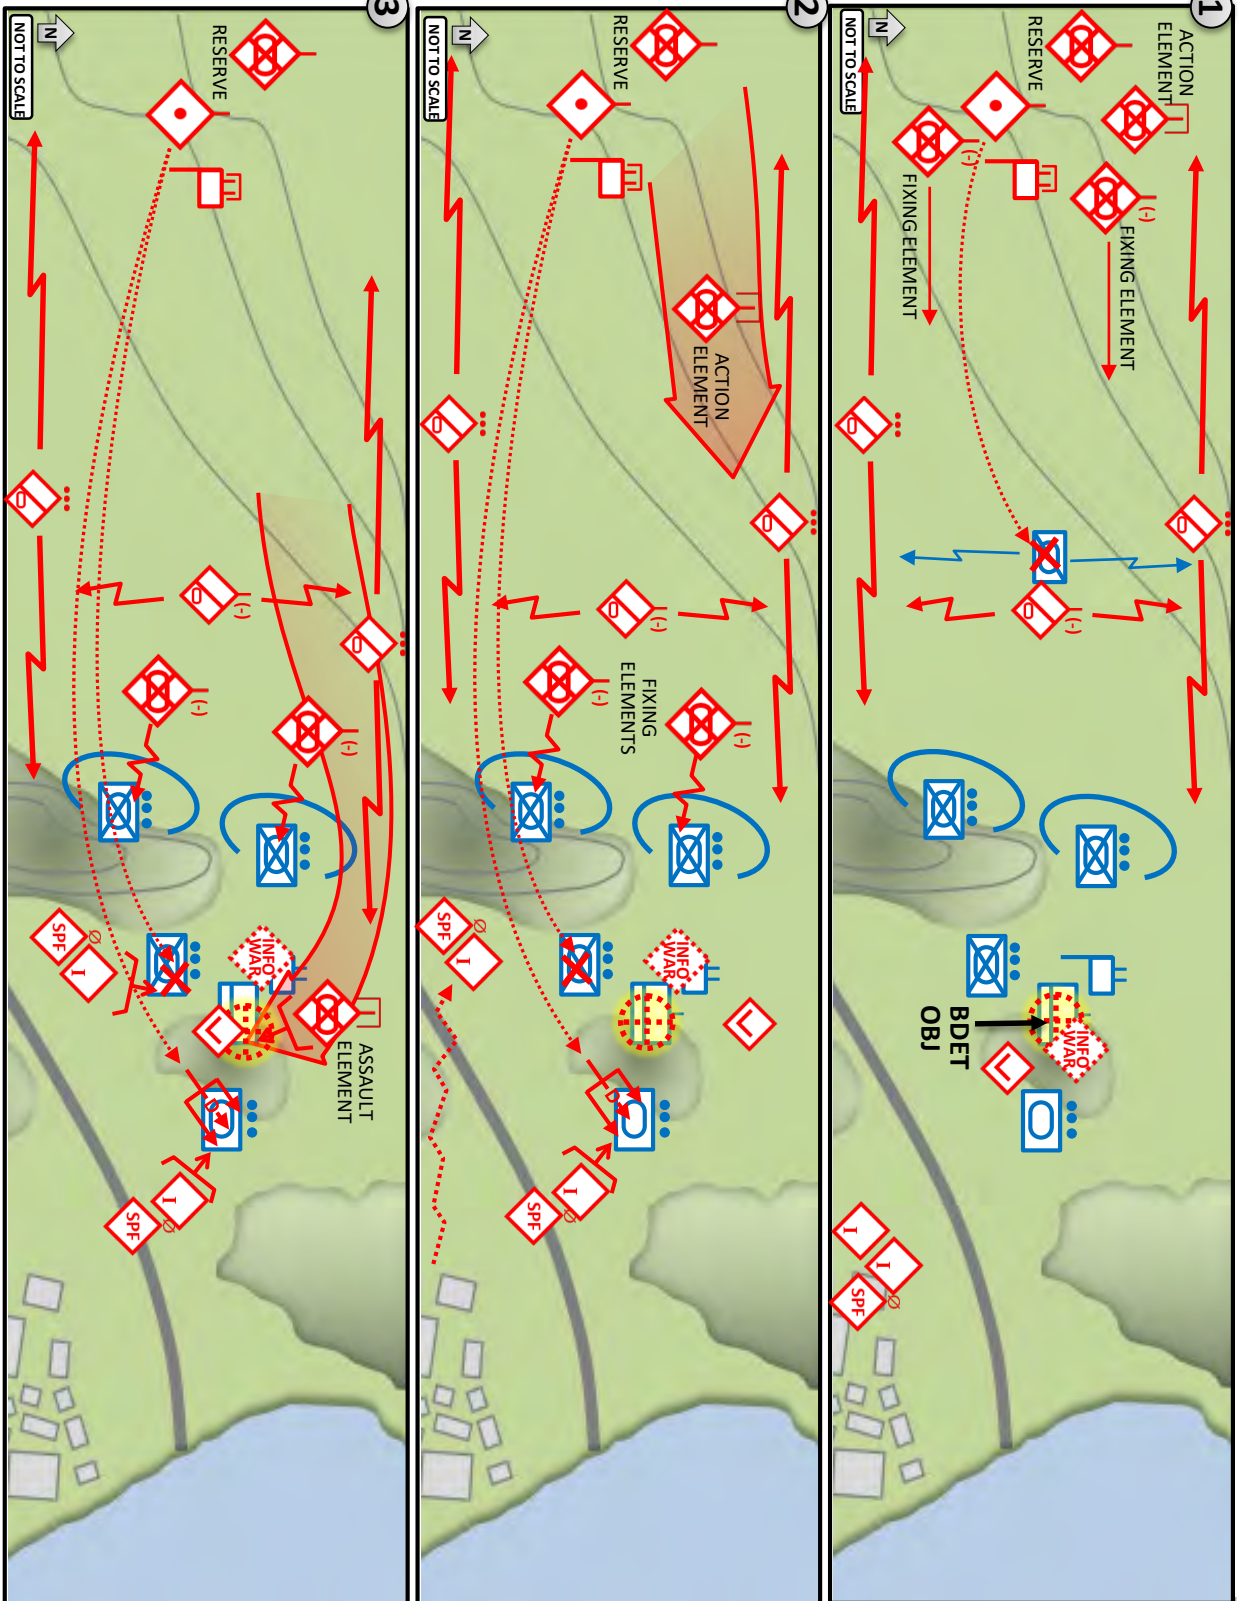 1
ACTION
ELEMENT
RESERVE
(-)
FIXING ELEMENT
(-)
FIXING ELEMENT
N
NOT TO SCALE
(-)
INFO
WAR
BDET
OBJ
I
I
SPF
Ø
2
RESERVE
ACTION
ELEMENT
N
NOT TO SCALE
(-)
FIXING
ELEMENTS
(-)
(-)
INFO
WAR
D
SPF
Ø
I
I
Ø
SPF
3
RESERVE
N
NOT TO SCALE
(-)
(-)
(-)
INFO
WAR
ASSAULT
ELEMENT
D
SPF
Ø
I
I
Ø
SPF